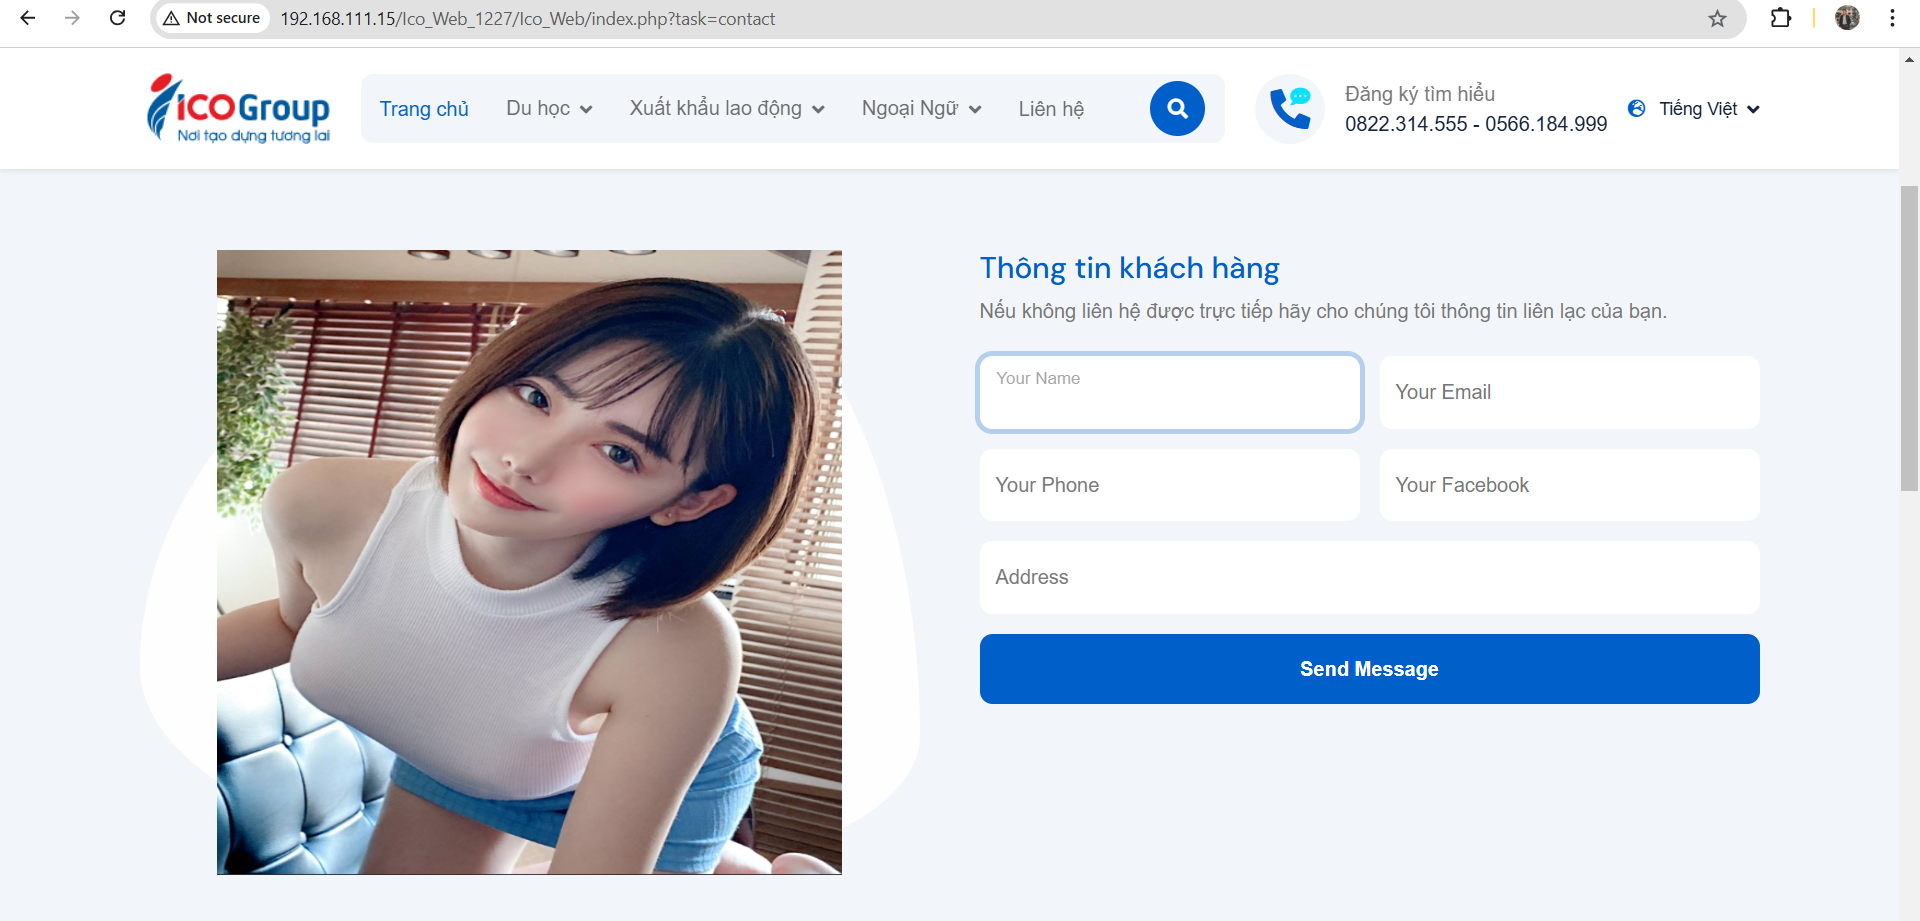 Not secure
192.168.111.15/Ico_Web_1227/Ico_Web/index.php?task=contact
iCOGroup
Nơi tạo dựng tương lai
Trang chủ
Du học
Xuất khẩu lao động
Ngoại Ngữ
Liên hệ
Đăng ký tìm hiểu
0822.314.555 - 0566.184.999
Tiếng Việt
Thông tin khách hàng
Nếu không liên hệ được trực tiếp hãy cho chúng tôi thông tin liên lạc của bạn.
Your Name
Your Email
Your Phone
Your Facebook
Address
Send Message